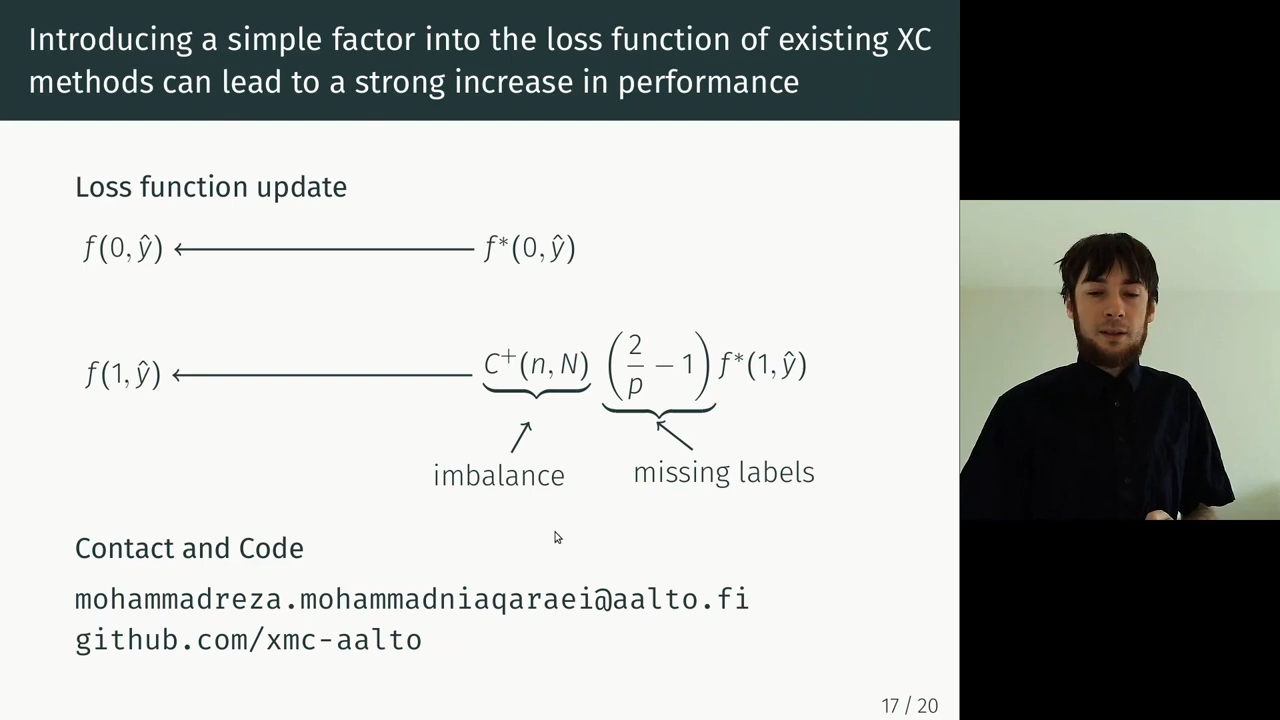 Introducing a simple factor into the loss function of existing XC
methods can lead to a strong increase in performance
Loss function update
f(0, ŷ) ⟵ f*(0, ŷ)
f(1, ŷ) ⟵ C⁺(n, N) (2/p − 1) f*(1, ŷ)
imbalance missing labels
Contact and Code
mohammadreza.mohammadniaqaraei@aalto.fi
github.com/xmc-aalto
17 / 20